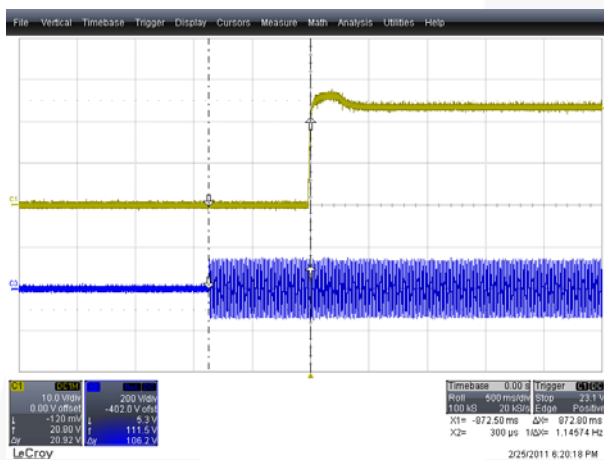 File Vertical Timebase Trigger Display Cursors Measure Math Analysis Utilities Help
C1
C3
C1 DC1M
10.0 V/div
0.00 V offset
-120 mV
20.80 V
Δy 20.92 V
200 V/div
-402.0 V ofst
5.3 V
111.5 V
Δy 106.2 V
Timebase 0.00 s
Roll 500 ms/div
100 kS 20 kS/s
Trigger C1 DC
Stop 23.1 V
Edge Positive
X1= -872.50 ms ΔX= 872.80 ms
X2= 300 µs 1/ΔX= 1.14574 Hz
LeCroy
2/25/2011 6:20:18 PM